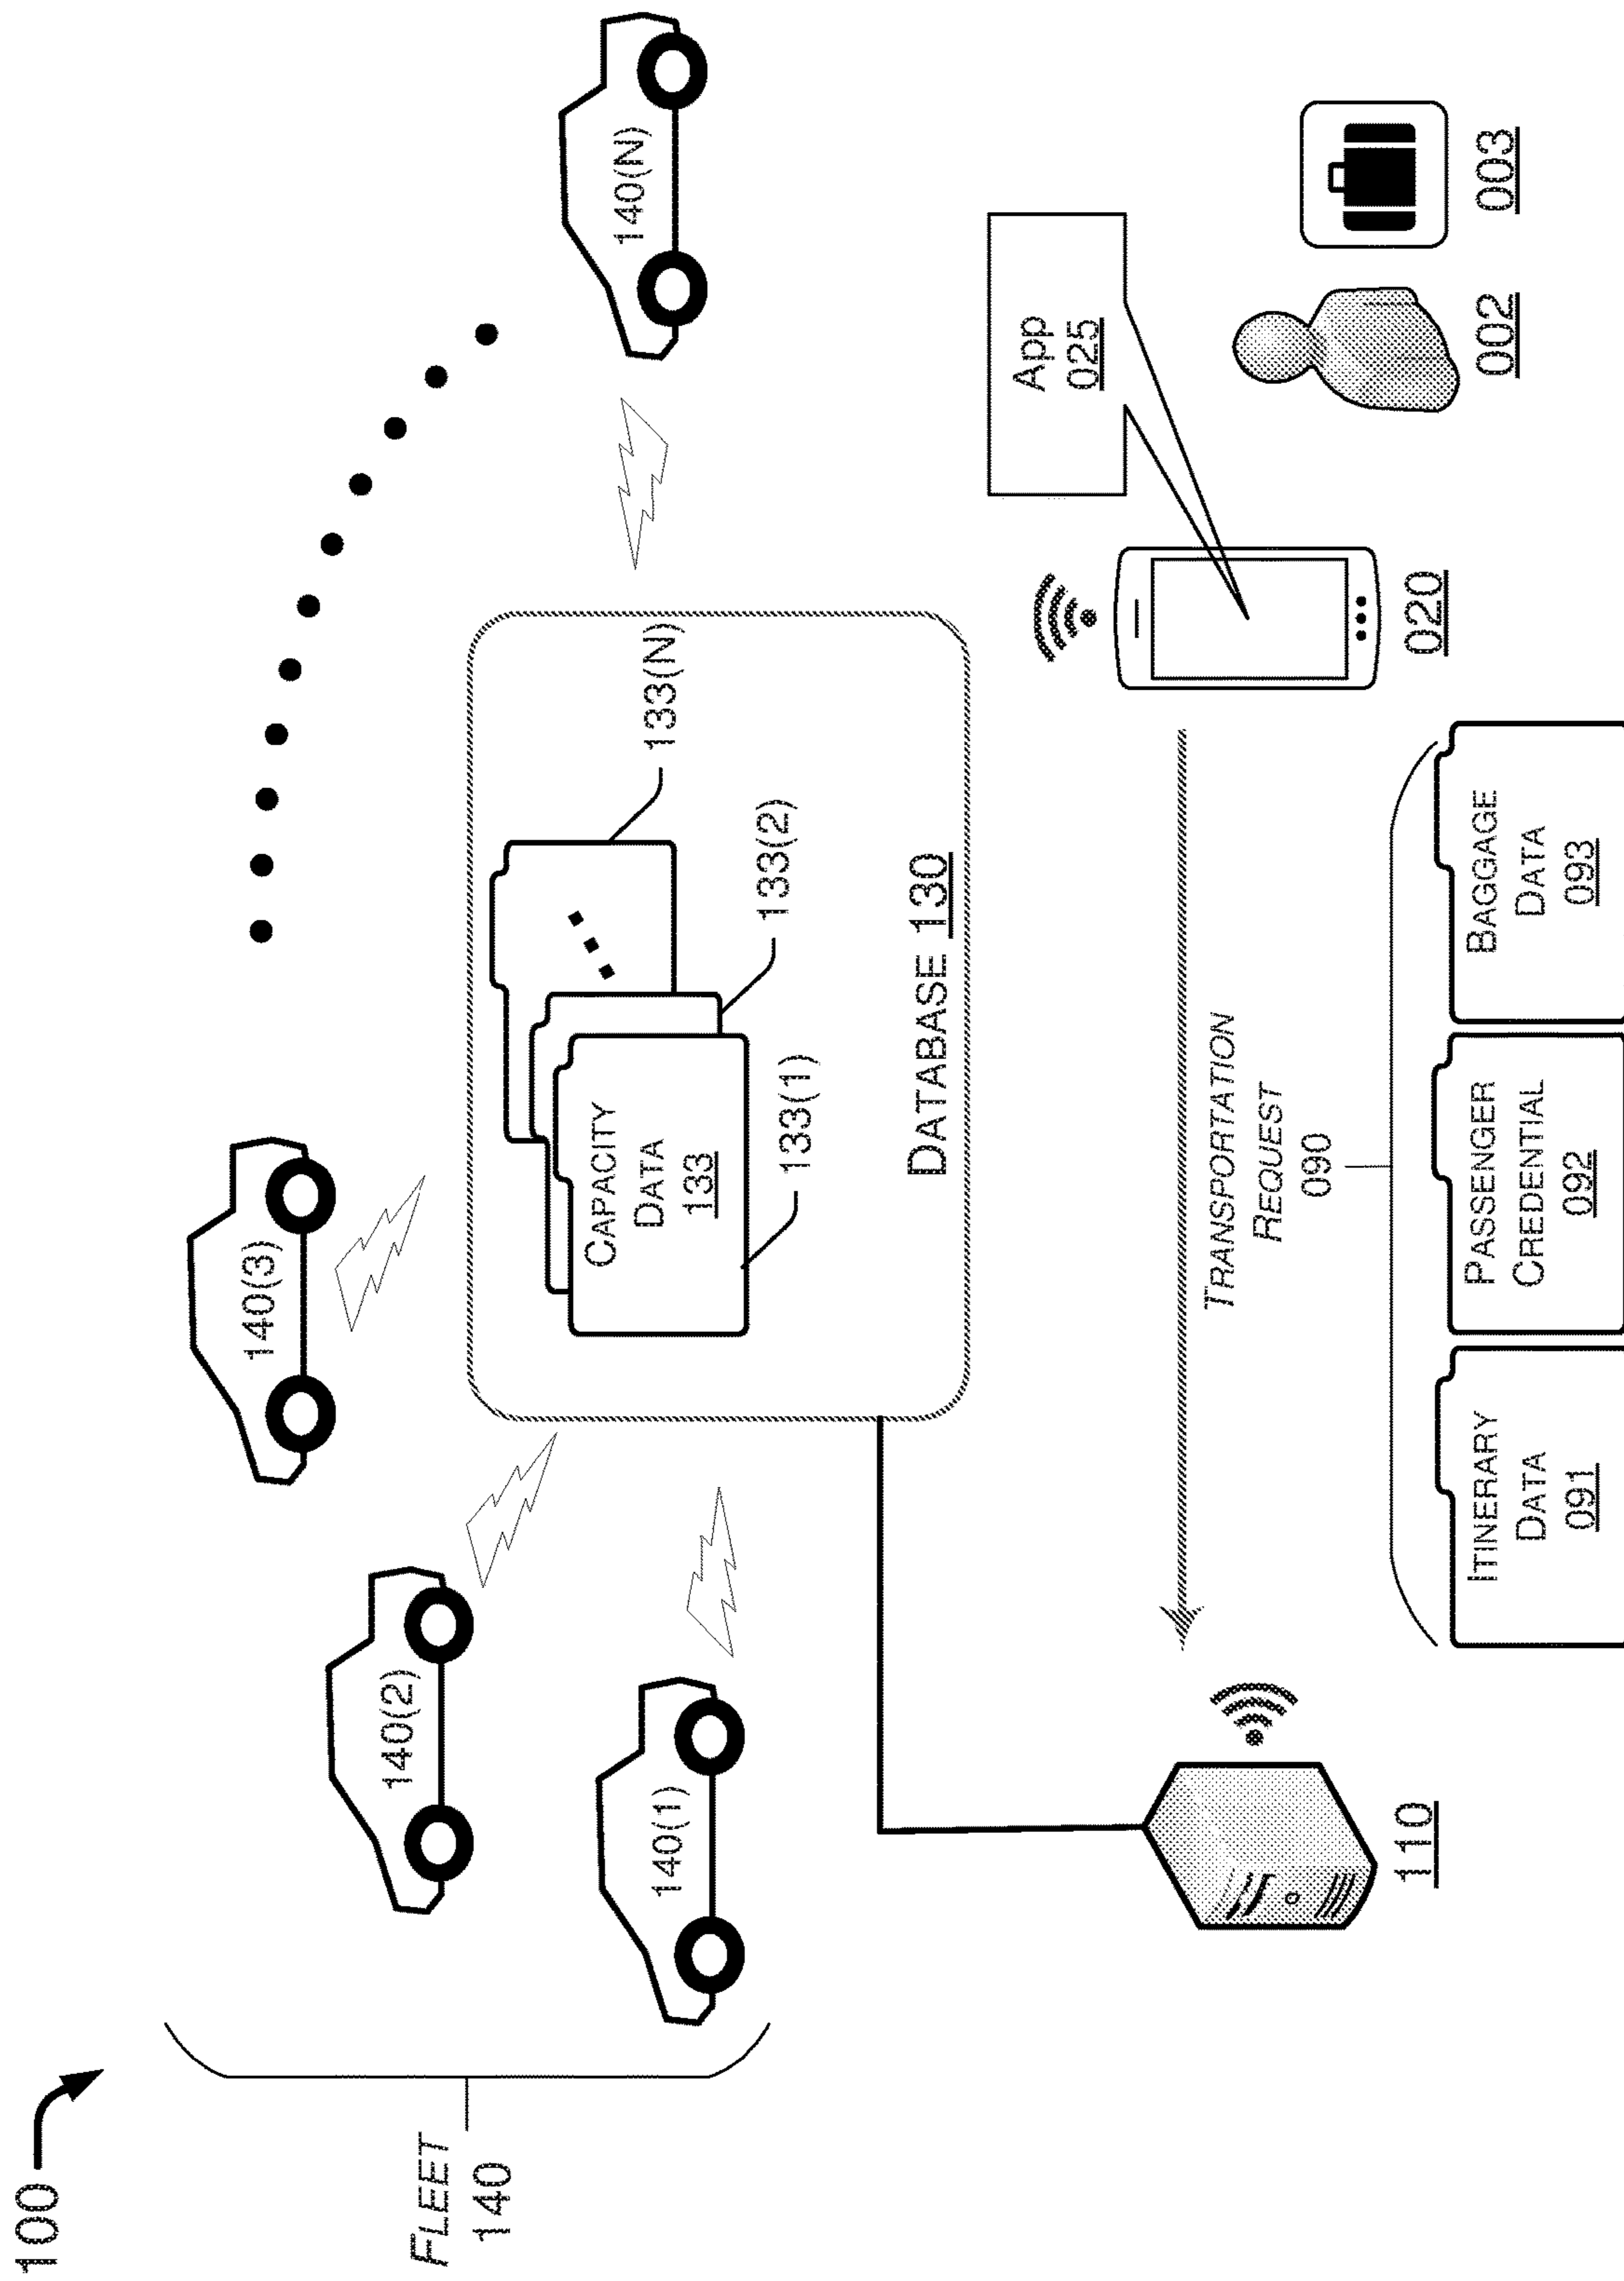 100
FLEET
140
140(1)
140(2)
140(3)
140(N)
CAPACITY
DATA
133
133(1)
133(2)
133(N)
DATABASE 130
110
TRANSPORTATION
REQUEST
090
ITINERARY
DATA
091
PASSENGER
CREDENTIAL
092
BAGGAGE
DATA
093
020
App
025
002
003